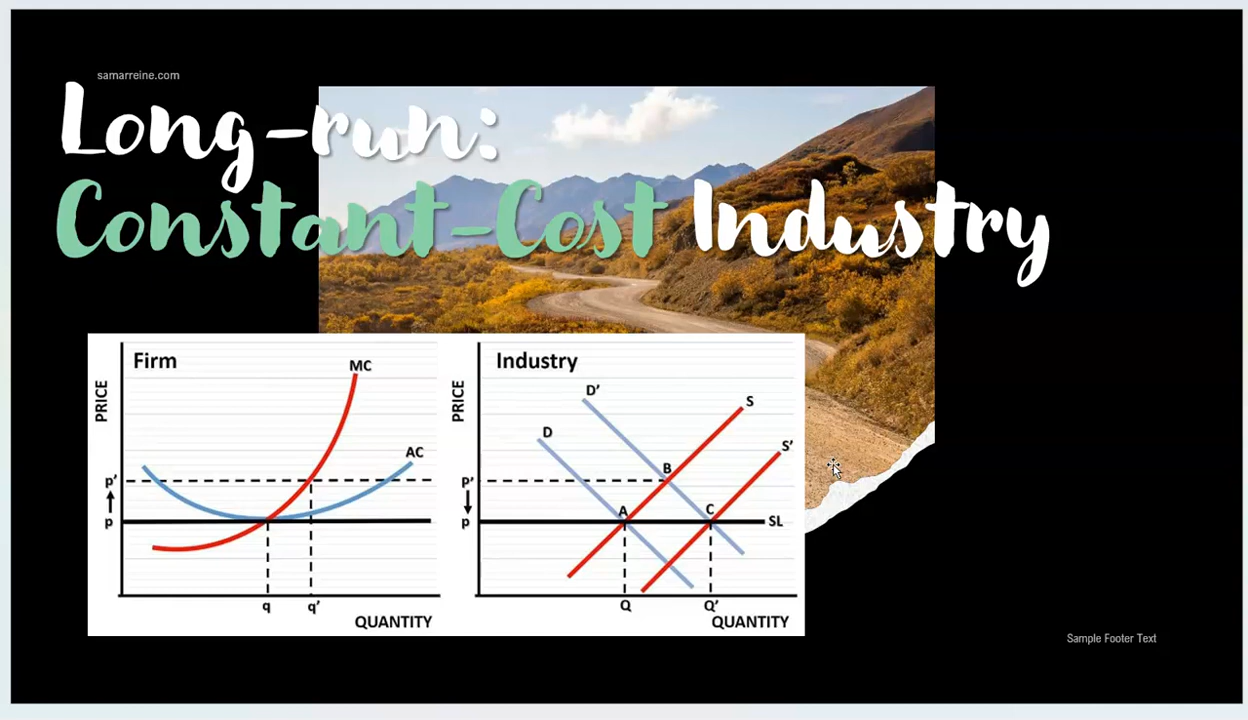 samarreine.com
Long-run:
Constant-Cost Industry
Firm
PRICE
MC
AC
p'
p
q
q'
QUANTITY
Industry
PRICE
D'
D
S
S'
B
A
C
P'
p
SL
Q
Q'
QUANTITY
Sample Footer Text